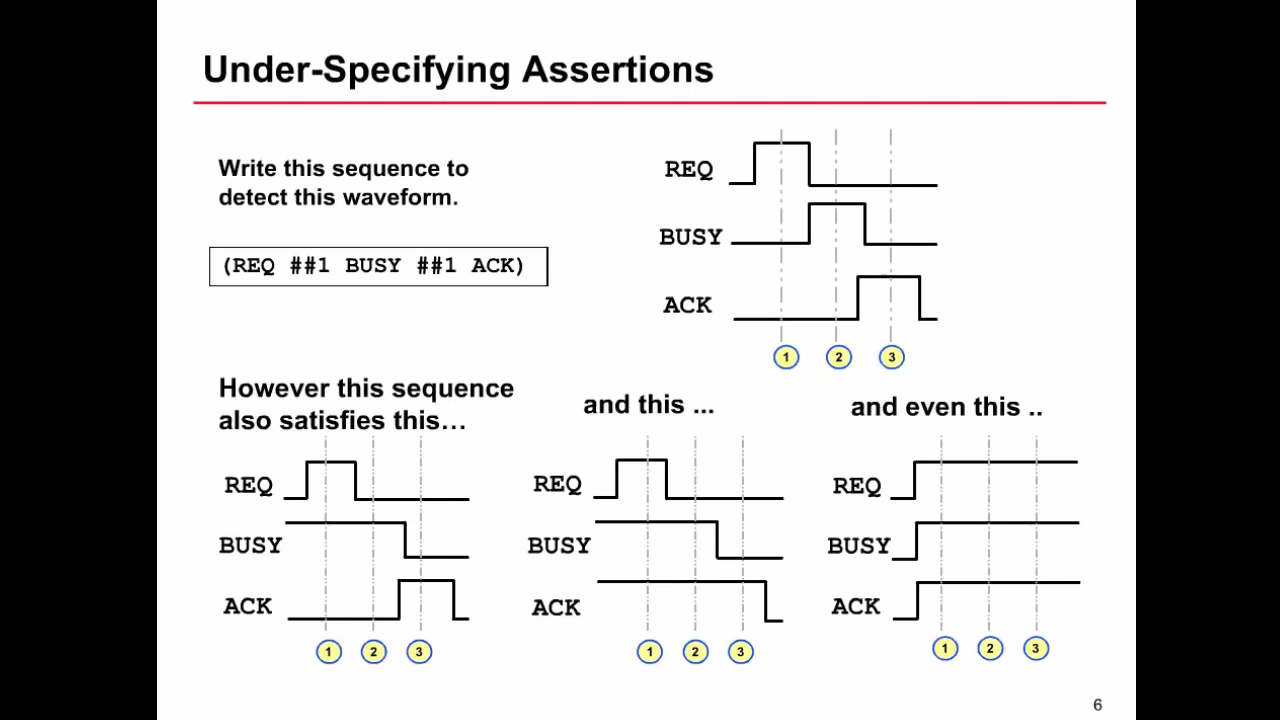 Under-Specifying Assertions
Write this sequence to
detect this waveform.
(REQ ##1 BUSY ##1 ACK)
REQ
BUSY
ACK
1 2 3
However this sequence
also satisfies this…
REQ
BUSY
ACK
1 2 3
and this ...
REQ
BUSY
ACK
1 2 3
and even this ..
REQ
BUSY
ACK
1 2 3
6